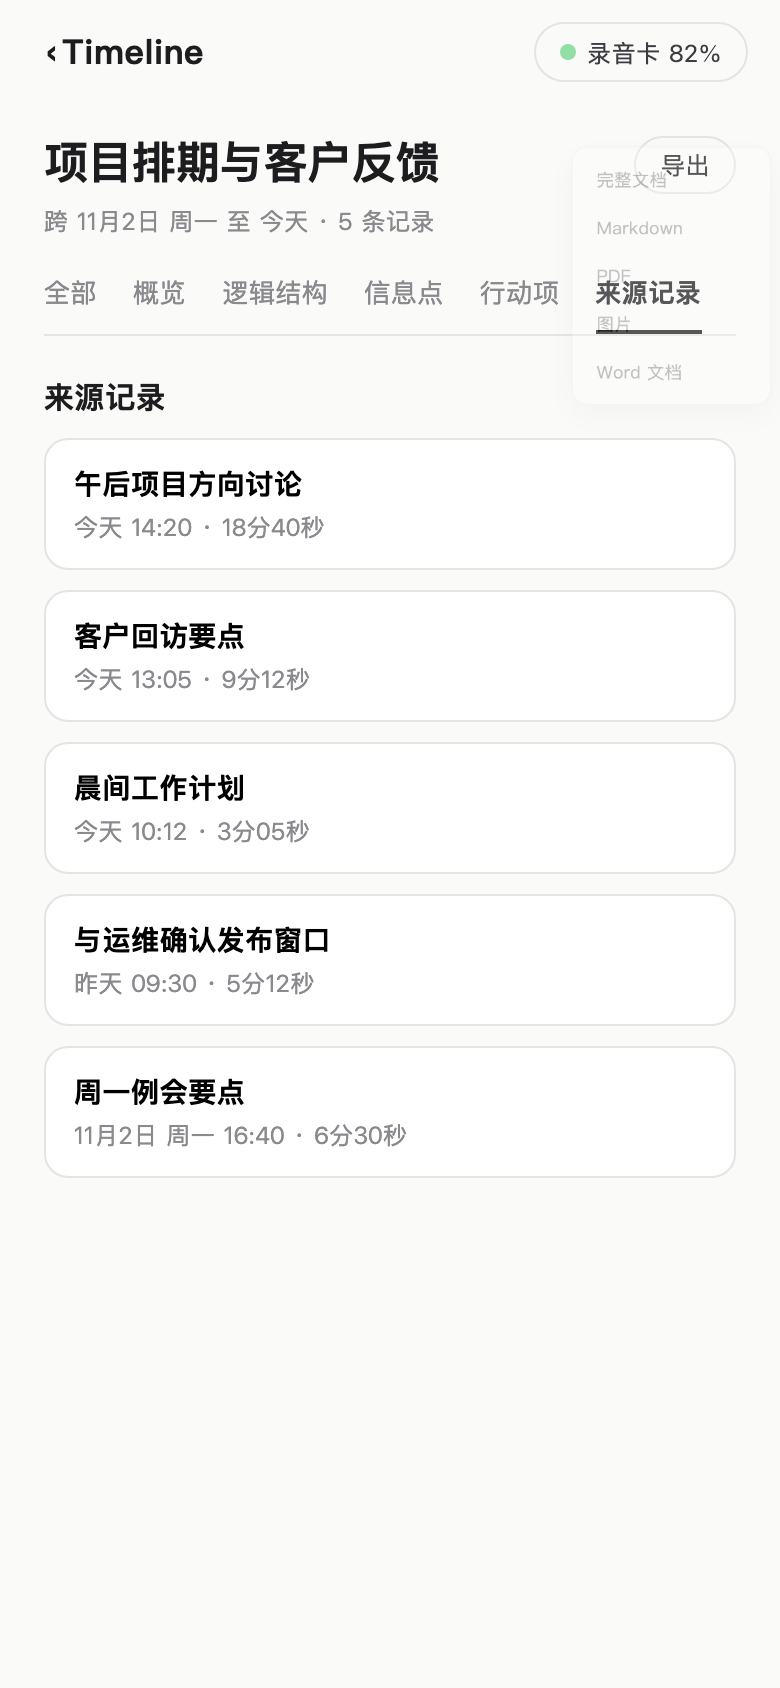 ‹ Timeline
录音卡 82%
项目排期与客户反馈
导出
跨 11月2日 周一 至 今天 · 5 条记录
全部 概览 逻辑结构 信息点 行动项 来源记录
完整文档
Markdown
PDF
图片
Word 文档
来源记录
午后项目方向讨论
今天 14:20 · 18分40秒
客户回访要点
今天 13:05 · 9分12秒
晨间工作计划
今天 10:12 · 3分05秒
与运维确认发布窗口
昨天 09:30 · 5分12秒
周一例会要点
11月2日 周一 16:40 · 6分30秒